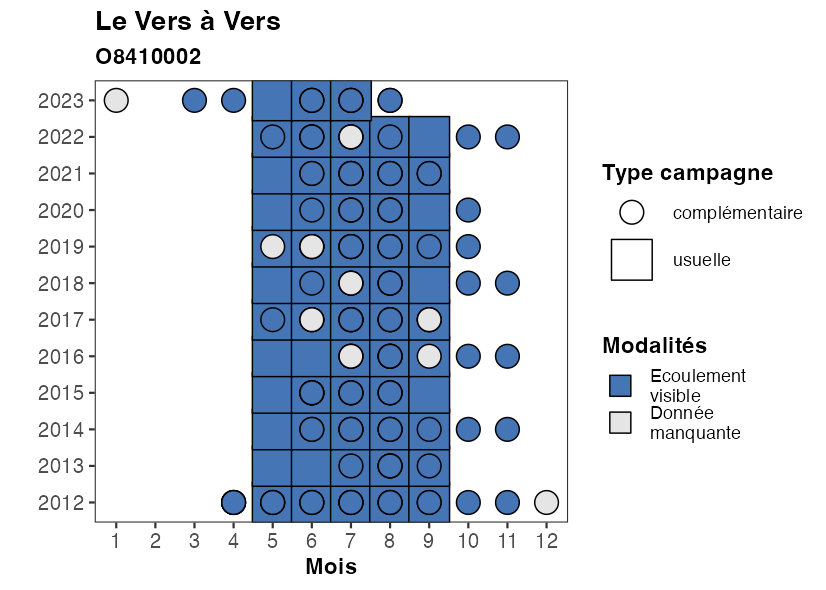 Le Vers à Vers
O8410002
2023
2022
2021
2020
2019
2018
2017
2016
2015
2014
2013
2012
1 2 3 4 5 6 7 8 9 10 11 12
Mois
Type campagne
complémentaire
usuelle
Modalités
Ecoulement
visible
Donnée
manquante